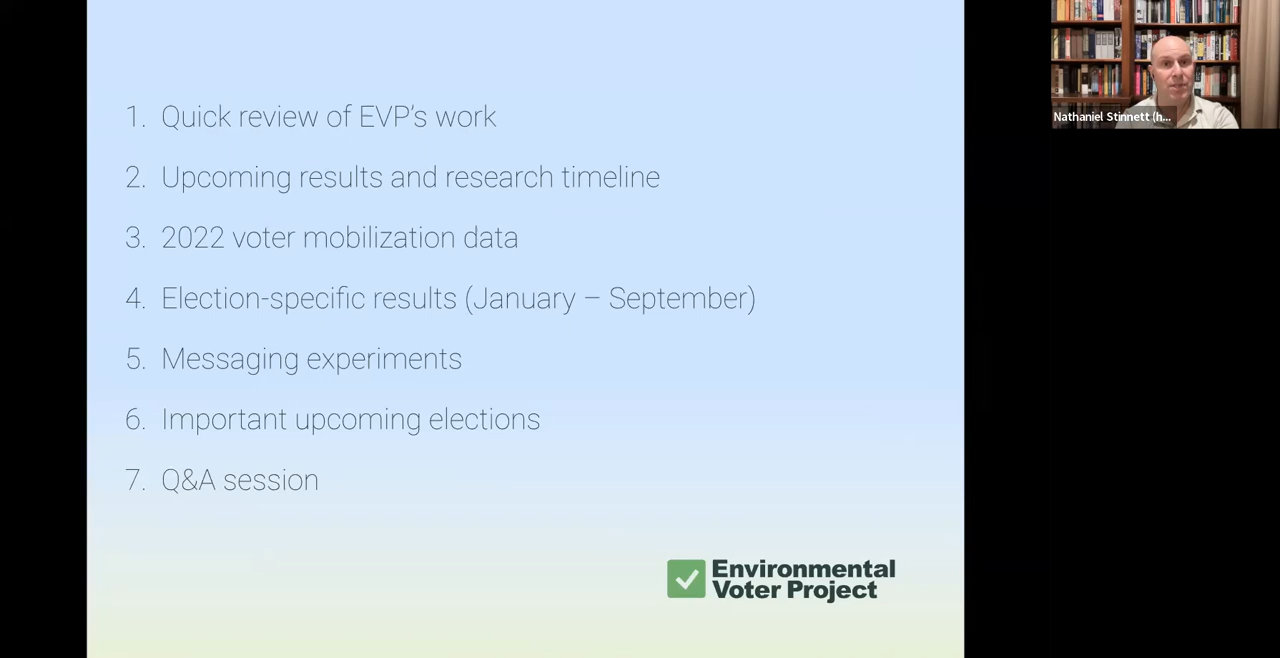 1. Quick review of EVP’s work
2. Upcoming results and research timeline
3. 2022 voter mobilization data
4. Election-specific results (January – September)
5. Messaging experiments
6. Important upcoming elections
7. Q&A session
Environmental
Voter Project
Nathaniel Stinnett (h...